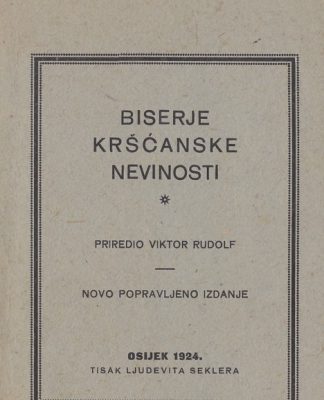 BISERJE
KRŠĆANSKE
NEVINOSTI
PRIREDIO VIKTOR RUDOLF
NOVO POPRAVLJENO IZDANJE
OSIJEK 1924.
TISAK LJUDEVITA SEKLERA